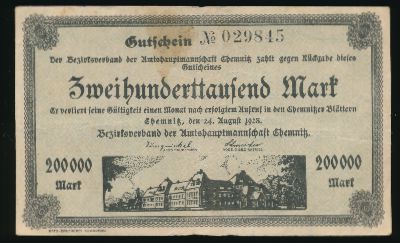 Gutschein № 029845
Der Bezirksverband der Amtshauptmannschaft Chemnitz zahlt gegen Rückgabe dieses
Gutscheines
Zweihunderttausend Mark
Er verliert seine Gültigkeit einen Monat nach erfolgtem Aufruf in den Chemnitzer Blättern
Chemnitz, den 24. August 1923.
Bezirksverband der Amtshauptmannschaft Chemnitz.
200000
Mark
200000
Mark